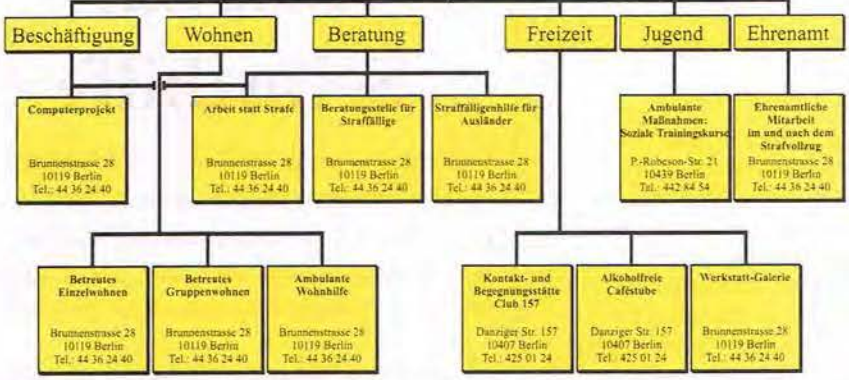 Beschäftigung
Wohnen
Beratung
Freizeit
Jugend
Ehrenamt
Computerprojekt
Brunnenstrasse 28
10119 Berlin
Tel.: 44 36 24 40
Arbeit statt Strafe
Brunnenstrasse 28
10119 Berlin
Tel.: 44 36 24 40
Beratungsstelle für
Straffällige
Brunnenstrasse 28
10119 Berlin
Tel.: 44 36 24 40
Straffälligenhilfe für
Ausländer
Brunnenstrasse 28
10119 Berlin
Tel.: 44 36 24 40
Ambulante
Maßnahmen:
Soziale Trainingskurse
P.-Robeson-Str. 21
10439 Berlin
Tel.: 442 84 54
Ehrenamtliche
Mitarbeit
im und nach dem
Strafvollzug
Brunnenstrasse 28
10119 Berlin
Tel.: 44 36 24 40
Betreutes
Einzelwohnen
Brunnenstrasse 28
10119 Berlin
Tel.: 44 36 24 40
Betreutes
Gruppenwohnen
Brunnenstrasse 28
10119 Berlin
Tel.: 44 36 24 40
Ambulante
Wohnhilfe
Brunnenstrasse 28
10119 Berlin
Tel.: 44 36 24 40
Kontakt- und
Begegnungsstätte
Club 157
Danziger Str. 157
10407 Berlin
Tel.: 425 01 24
Alkoholfreie
Caféstube
Danziger Str. 157
10407 Berlin
Tel.: 425 01 24
Werkstatt-Galerie
Brunnenstrasse 28
10119 Berlin
Tel.: 44 36 24 40